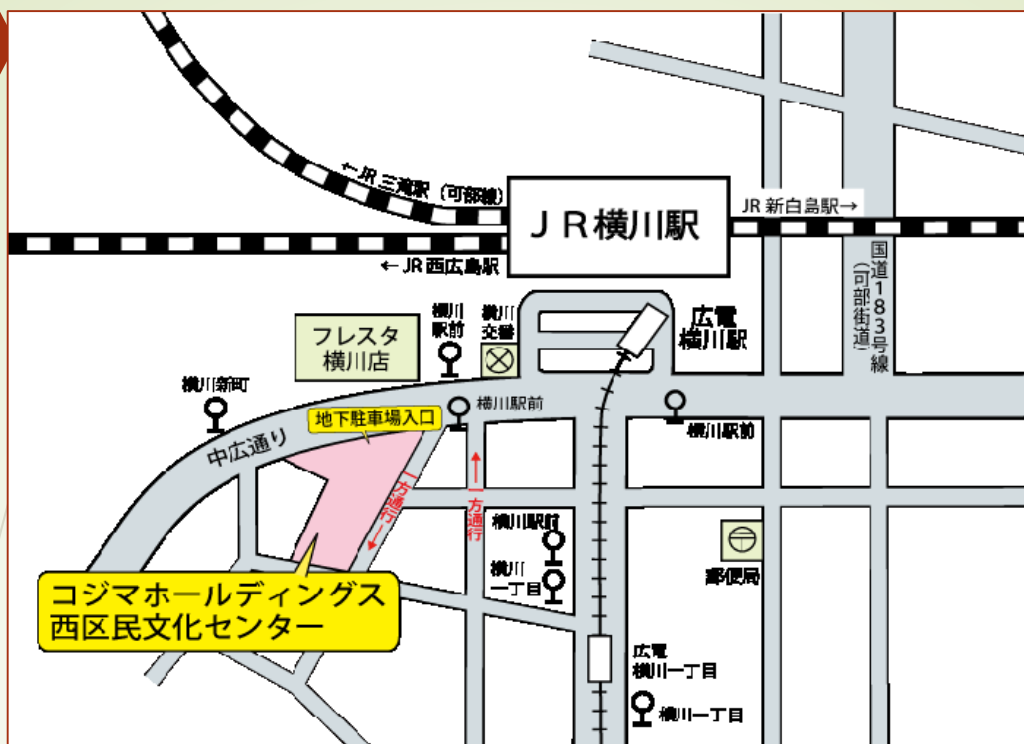 ←JR 三滝駅（可部線）
ＪＲ横川駅
JR 新白島駅→
←JR 西広島駅
国道183号線
（可部街道）
横川
駅前
横川
交番
広電
横川駅
フレスタ
横川店
横川新町
地下駐車場入口
横川駅前
横川駅前
中広通り
一方通行→
←一方通行
横川駅前
横川
一丁目
郵便局
コジマホールディングス
西区民文化センター
広電
横川一丁目
横川一丁目